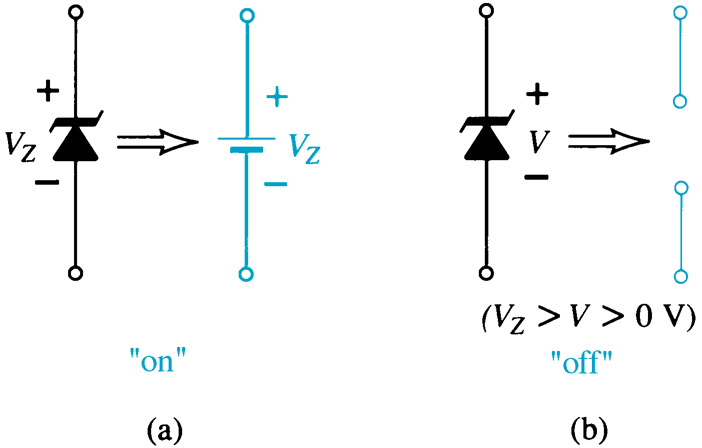 + + +
V_Z V_Z V
− − −
(V_Z > V > 0 V)
"on" "off"
(a) (b)